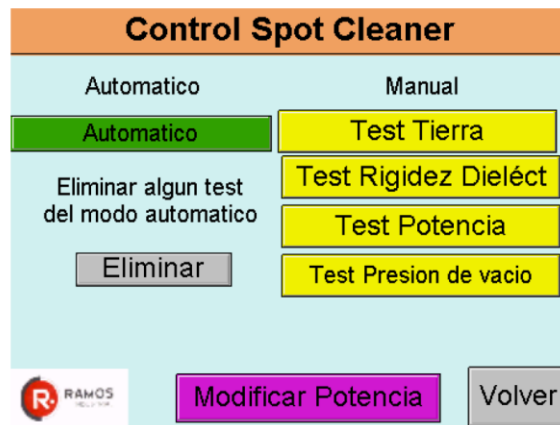 Control Spot Cleaner
Automatico
Manual
Automatico
Test Tierra
Eliminar algun test
del modo automatico
Test Rigidez Dieléct
Test Potencia
Eliminar
Test Presion de vacio
R
RAMOS
Modificar Potencia
Volver